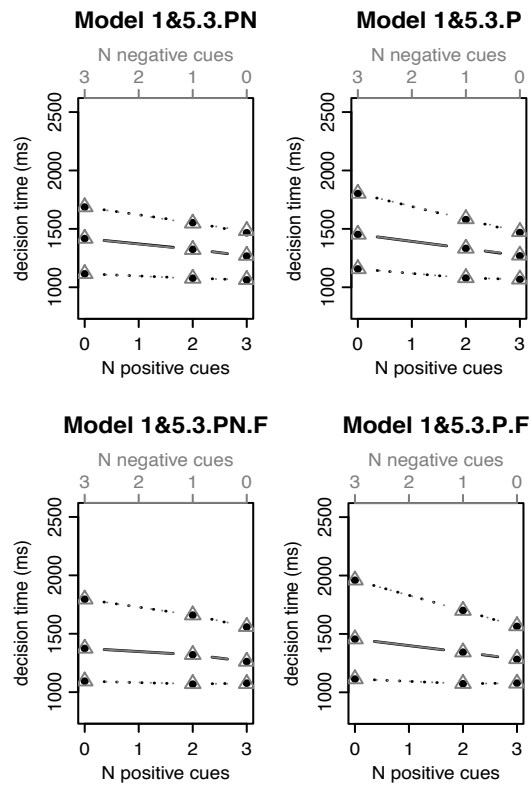 Model 1&5.3.PN
N negative cues
3 2 1 0
2500
2000
1500
1000
decision time (ms)
0 1 2 3
N positive cues
Model 1&5.3.P
N negative cues
3 2 1 0
2500
2000
1500
1000
decision time (ms)
0 1 2 3
N positive cues
Model 1&5.3.PN.F
N negative cues
3 2 1 0
2500
2000
1500
1000
decision time (ms)
0 1 2 3
N positive cues
Model 1&5.3.P.F
N negative cues
3 2 1 0
2500
2000
1500
1000
decision time (ms)
0 1 2 3
N positive cues